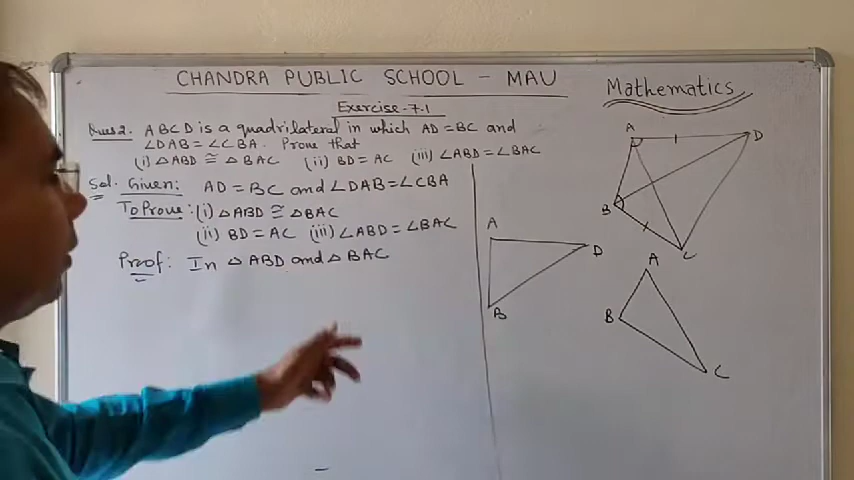 CHANDRA PUBLIC SCHOOL - MAU
Mathematics
Exercise-7.1
Ques2. ABCD is a quadrilateral in which AD = BC and
∠DAB = ∠CBA. Prove that
(i) △ABD ≅ △BAC (ii) BD = AC (iii) ∠ABD = ∠BAC
Sol. Given: AD = BC and ∠DAB = ∠CBA
To Prove: (i) △ABD ≅ △BAC
(ii) BD = AC (iii) ∠ABD = ∠BAC
Proof: In △ABD and △BAC
A
D
B
C
A
D
B
A
B
C